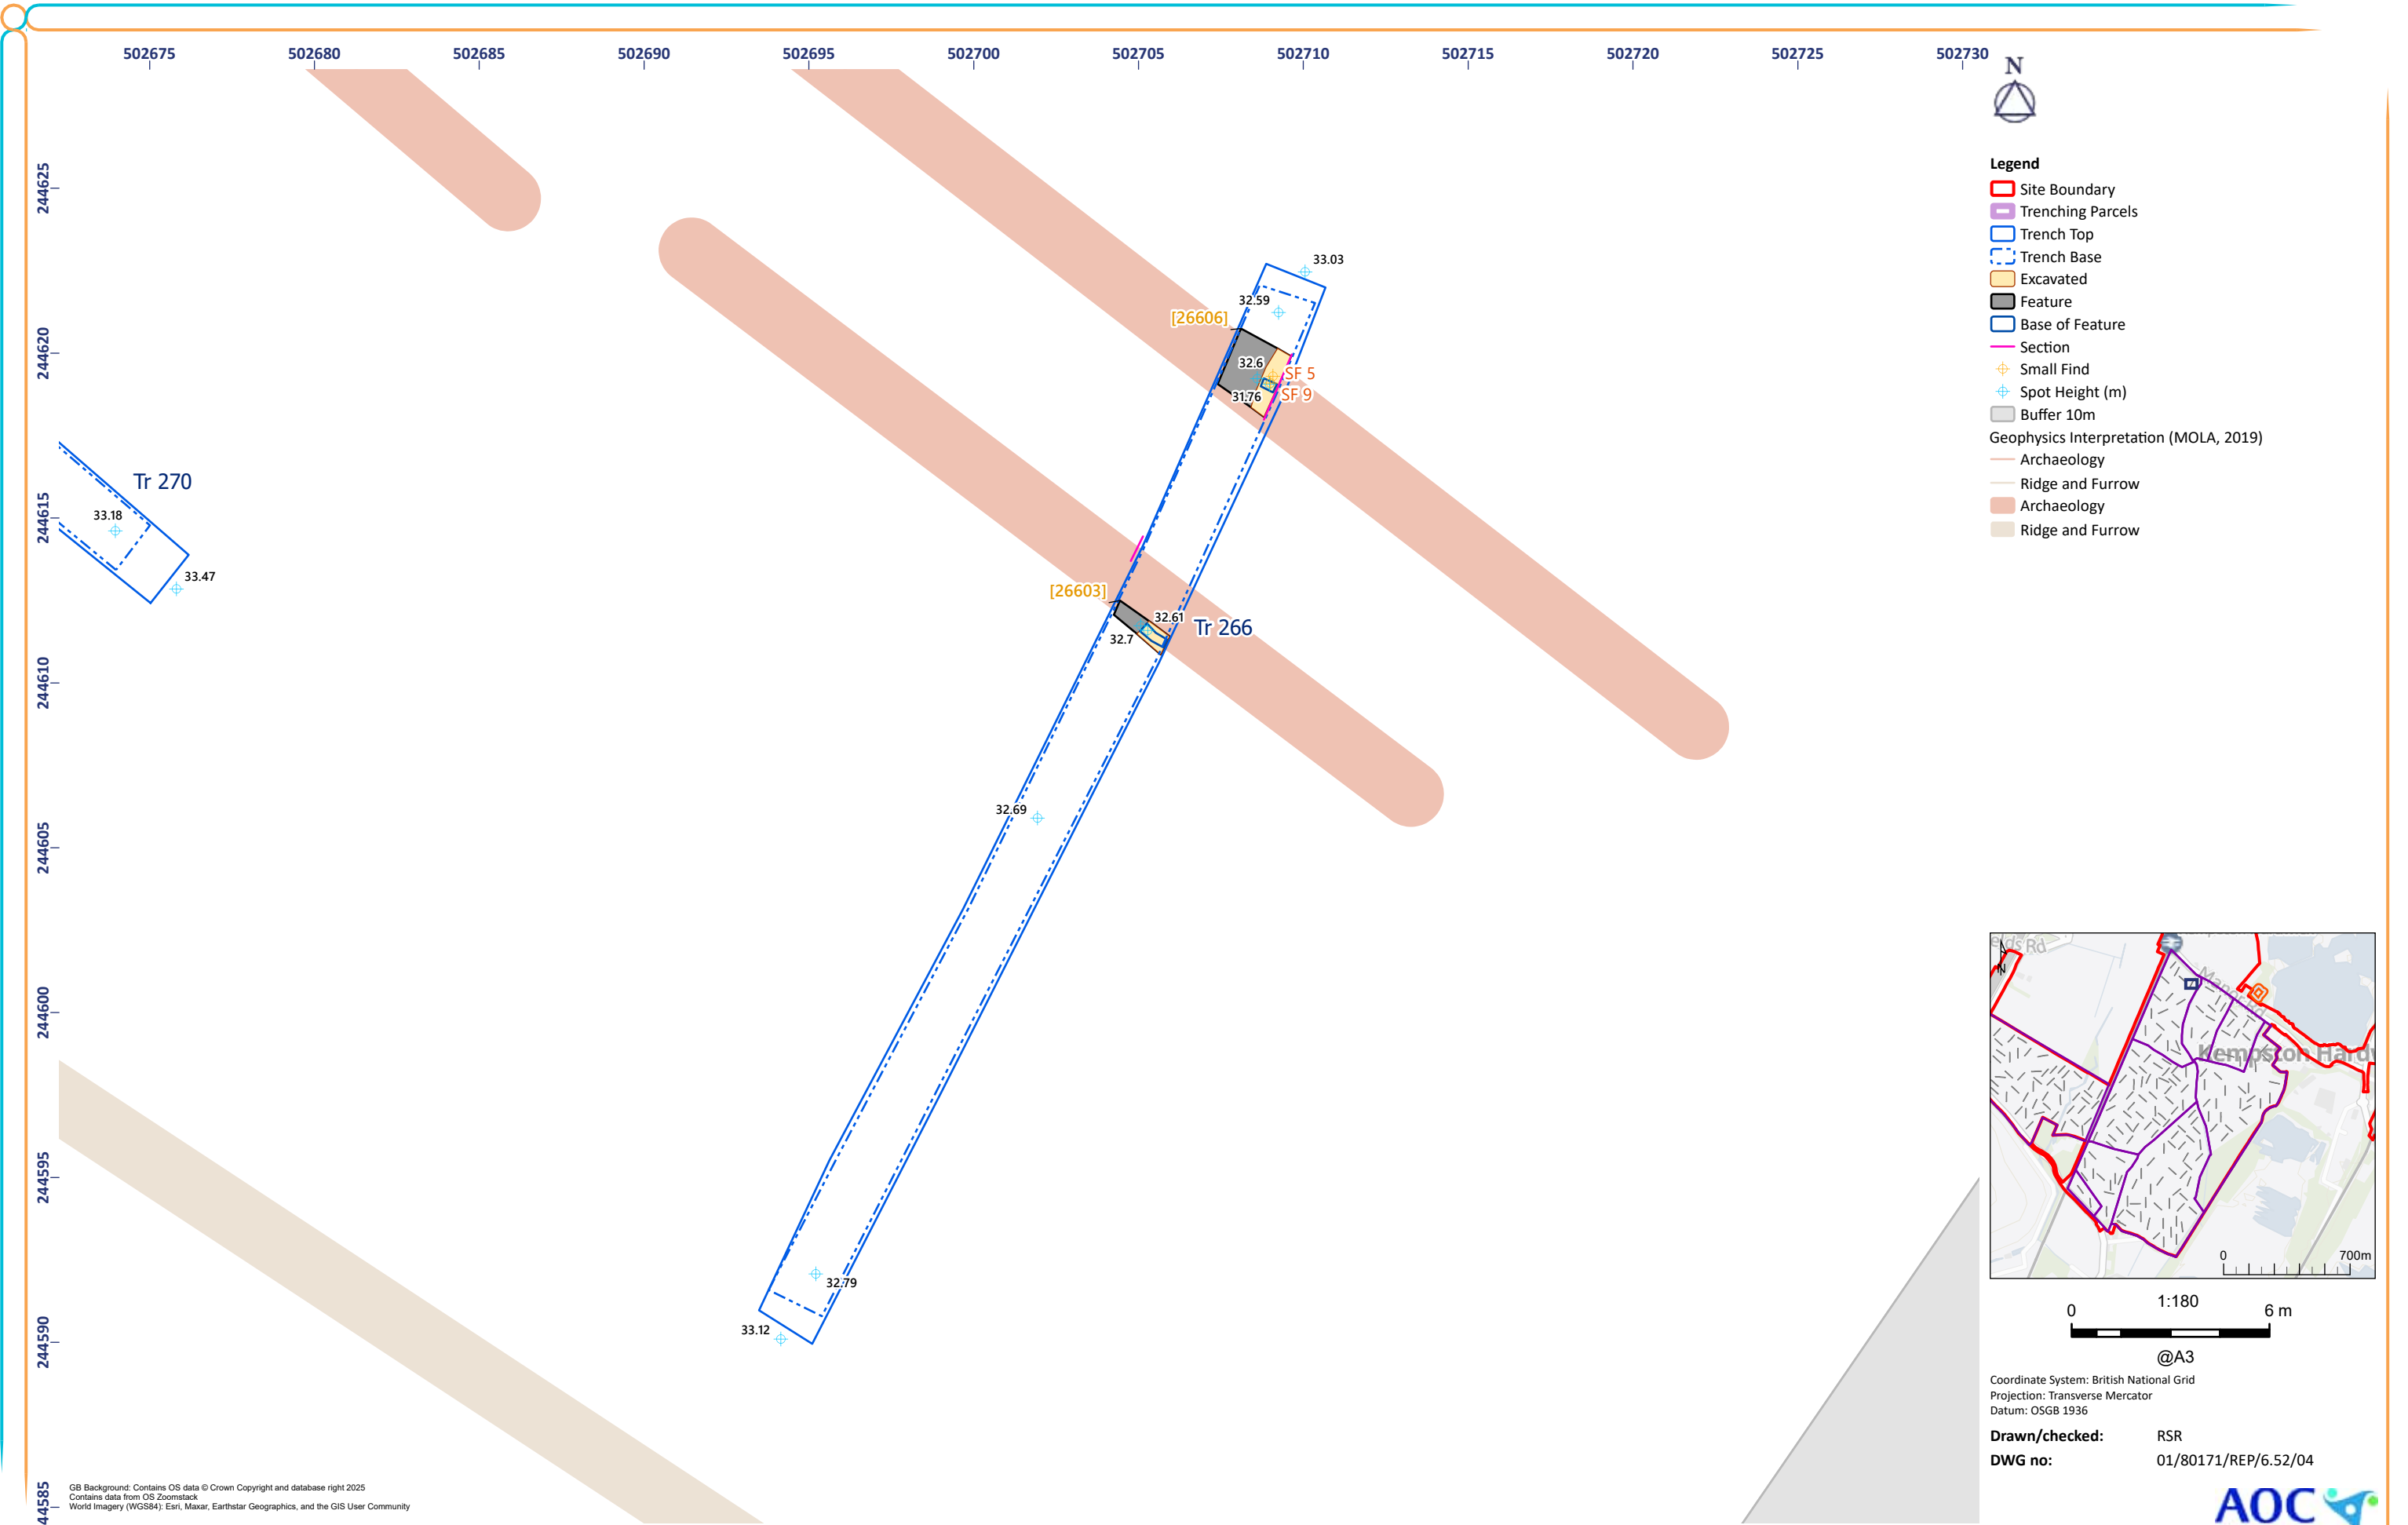 502675 502680 502685 502690 502695 502700 502705 502710 502715 502720 502725 502730
N
244625
244620
244615
244610
244605
244600
244595
244590
44585
33.03
32.59
[26606]
32.6
SF 5
31.76
SF 9
Tr 270
33.18
33.47
[26603]
32.61
32.7
Tr 266
32.69
32.79
33.12
Legend
Site Boundary
Trenching Parcels
Trench Top
Trench Base
Excavated
Feature
Base of Feature
Section
Small Find
Spot Height (m)
Buffer 10m
Geophysics Interpretation (MOLA, 2019)
Archaeology
Ridge and Furrow
Archaeology
Ridge and Furrow
elds Rd
N
Manor Rd
Kempston Hardw
0 700m
1:180
0 6 m
@A3
Coordinate System: British National Grid
Projection: Transverse Mercator
Datum: OSGB 1936
Drawn/checked: RSR
DWG no: 01/80171/REP/6.52/04
AOC
GB Background: Contains OS data © Crown Copyright and database right 2025
Contains data from OS Zoomstack
World Imagery (WGS84): Esri, Maxar, Earthstar Geographics, and the GIS User Community